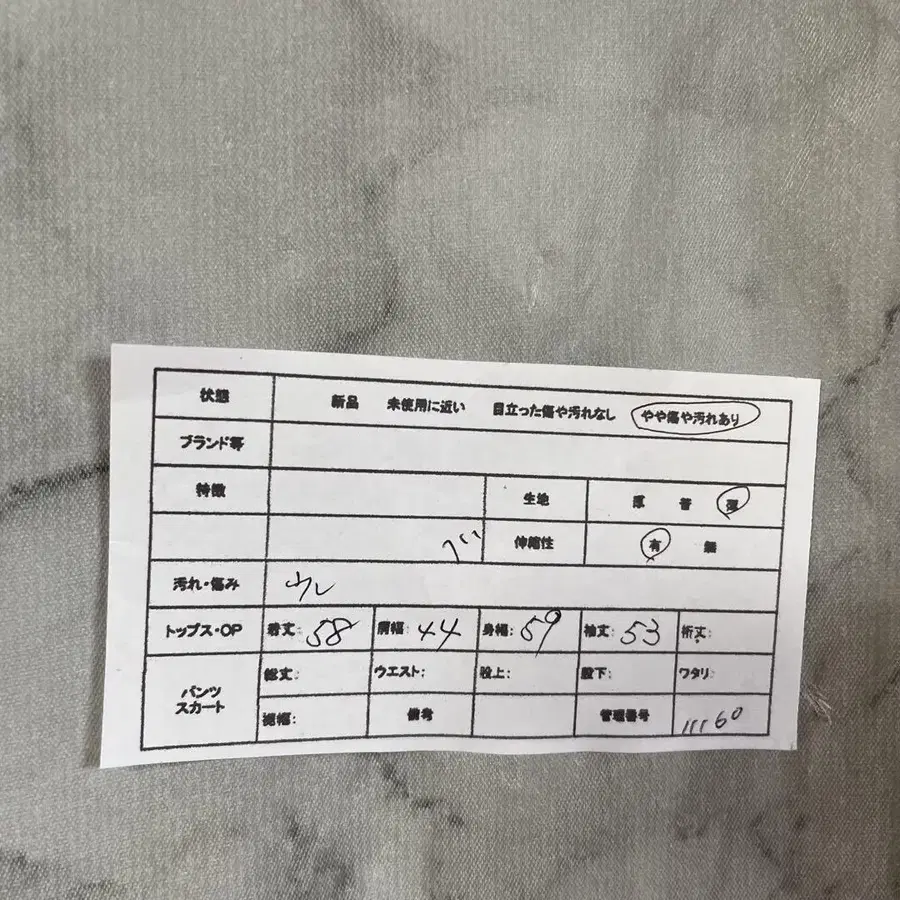 状態 新品 未使用に近い 目立った傷や汚れなし やや傷や汚れあり
ブランド等
特徴 生地 厚 普 薄
伸縮性 有 無
汚れ・傷み
トップス・OP 着丈: 58 肩幅: 44 身幅: 59 袖丈: 53 裄丈:
パンツ スカート
総丈: ウエスト: 股上: 股下: ワタリ:
裾幅: 備考 管理番号 11160